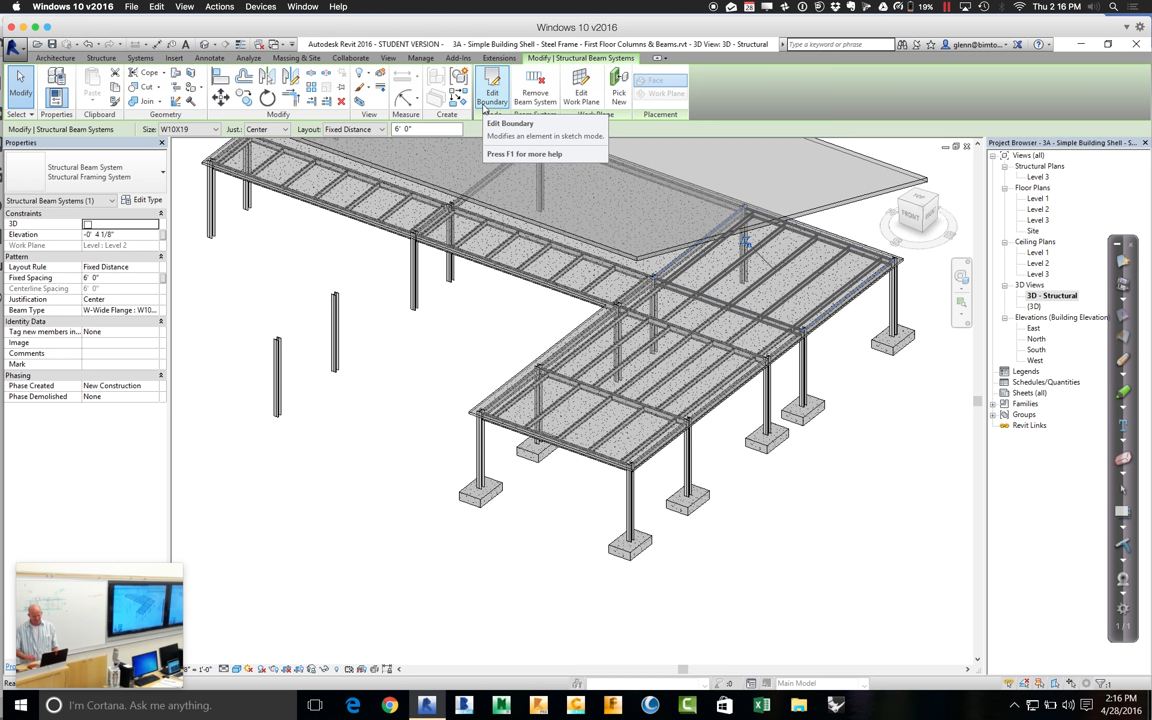 Windows 10 v2016 File Edit View Actions Devices Window Help 19% Thu 2:16 PM
Windows 10 v2016
Autodesk Revit 2016 - STUDENT VERSION - 3A - Simple Building Shell - Steel Frame - First Floor Columns & Beams.rvt - 3D View: 3D - Structural
Type a keyword or phrase
glenn@bimto...
Architecture Structure Systems Insert Annotate Analyze Massing & Site Collaborate View Manage Add-Ins Extensions Modify | Structural Beam Systems
Modify
Cope
Cut
Join
Paste
Edit Boundary
Remove Beam System
Edit Work Plane
Pick New
Face
Work Plane
Select Properties Clipboard Geometry Modify View Measure Create Placement
Modify | Structural Beam Systems Size: W10X19 Just.: Center Layout: Fixed Distance 6' 0"
Edit Boundary
Modifies an element in sketch mode.
Press F1 for more help
Properties
Structural Beam System
Structural Framing System
Structural Beam Systems (1) Edit Type
Constraints
3D
Elevation -0' 4 1/8"
Work Plane Level : Level 2
Pattern
Layout Rule Fixed Distance
Fixed Spacing 6' 0"
Centerline Spacing 6' 0"
Justification Center
Beam Type W-Wide Flange : W10...
Identity Data
Tag new members in... None
Image
Comments
Mark
Phasing
Phase Created New Construction
Phase Demolished None
TOP
FRONT
Project Browser - 3A - Simple Building Shell - S...
Views (all)
Structural Plans
Level 3
Floor Plans
Level 1
Level 2
Level 3
Site
Ceiling Plans
Level 1
Level 2
Level 3
3D Views
3D - Structural
{3D}
Elevations (Building Elevation
East
North
South
West
Legends
Schedules/Quantities
Sheets (all)
Families
Groups
Revit Links
1/1
Main Model
I'm Cortana. Ask me anything.
2:16 PM
4/28/2016